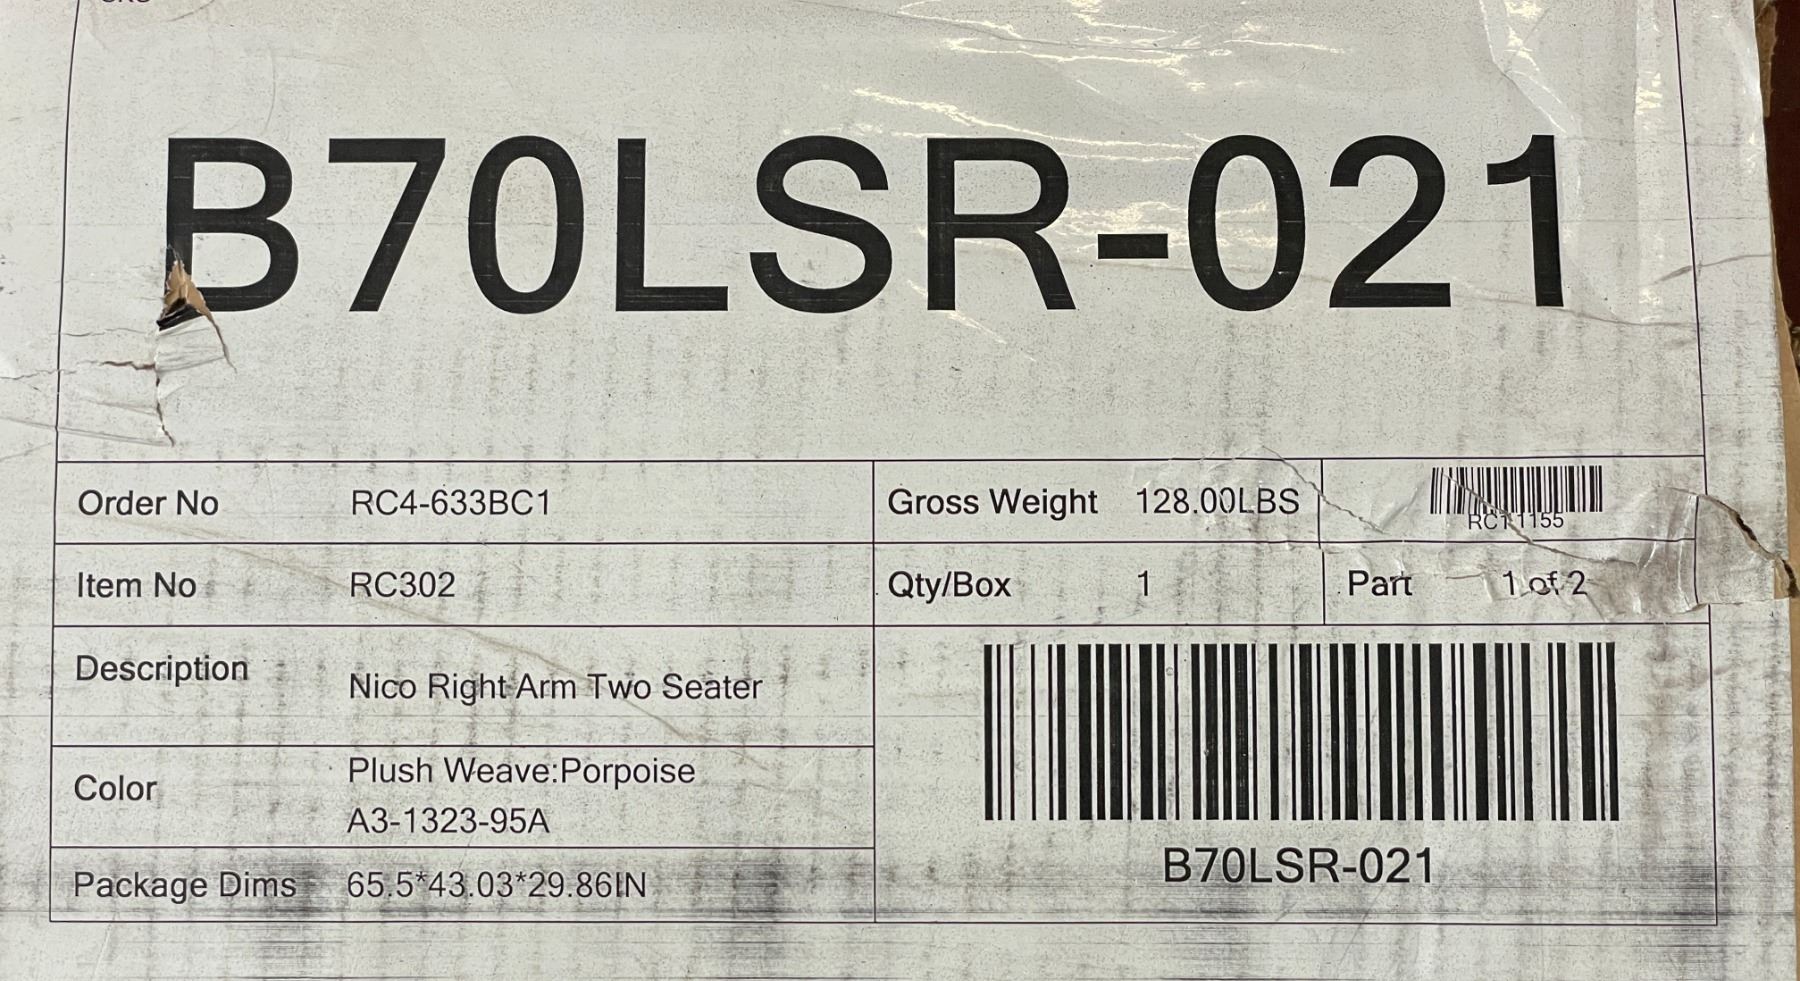 B70LSR-021
Order No RC4-633BC1 Gross Weight 128.00LBS
Item No RC302 Qty/Box 1 Part 1 of 2
Description Nico Right Arm Two Seater
Color Plush Weave:Porpoise
A3-1323-95A
Package Dims 65.5*43.03*29.86IN
B70LSR-021